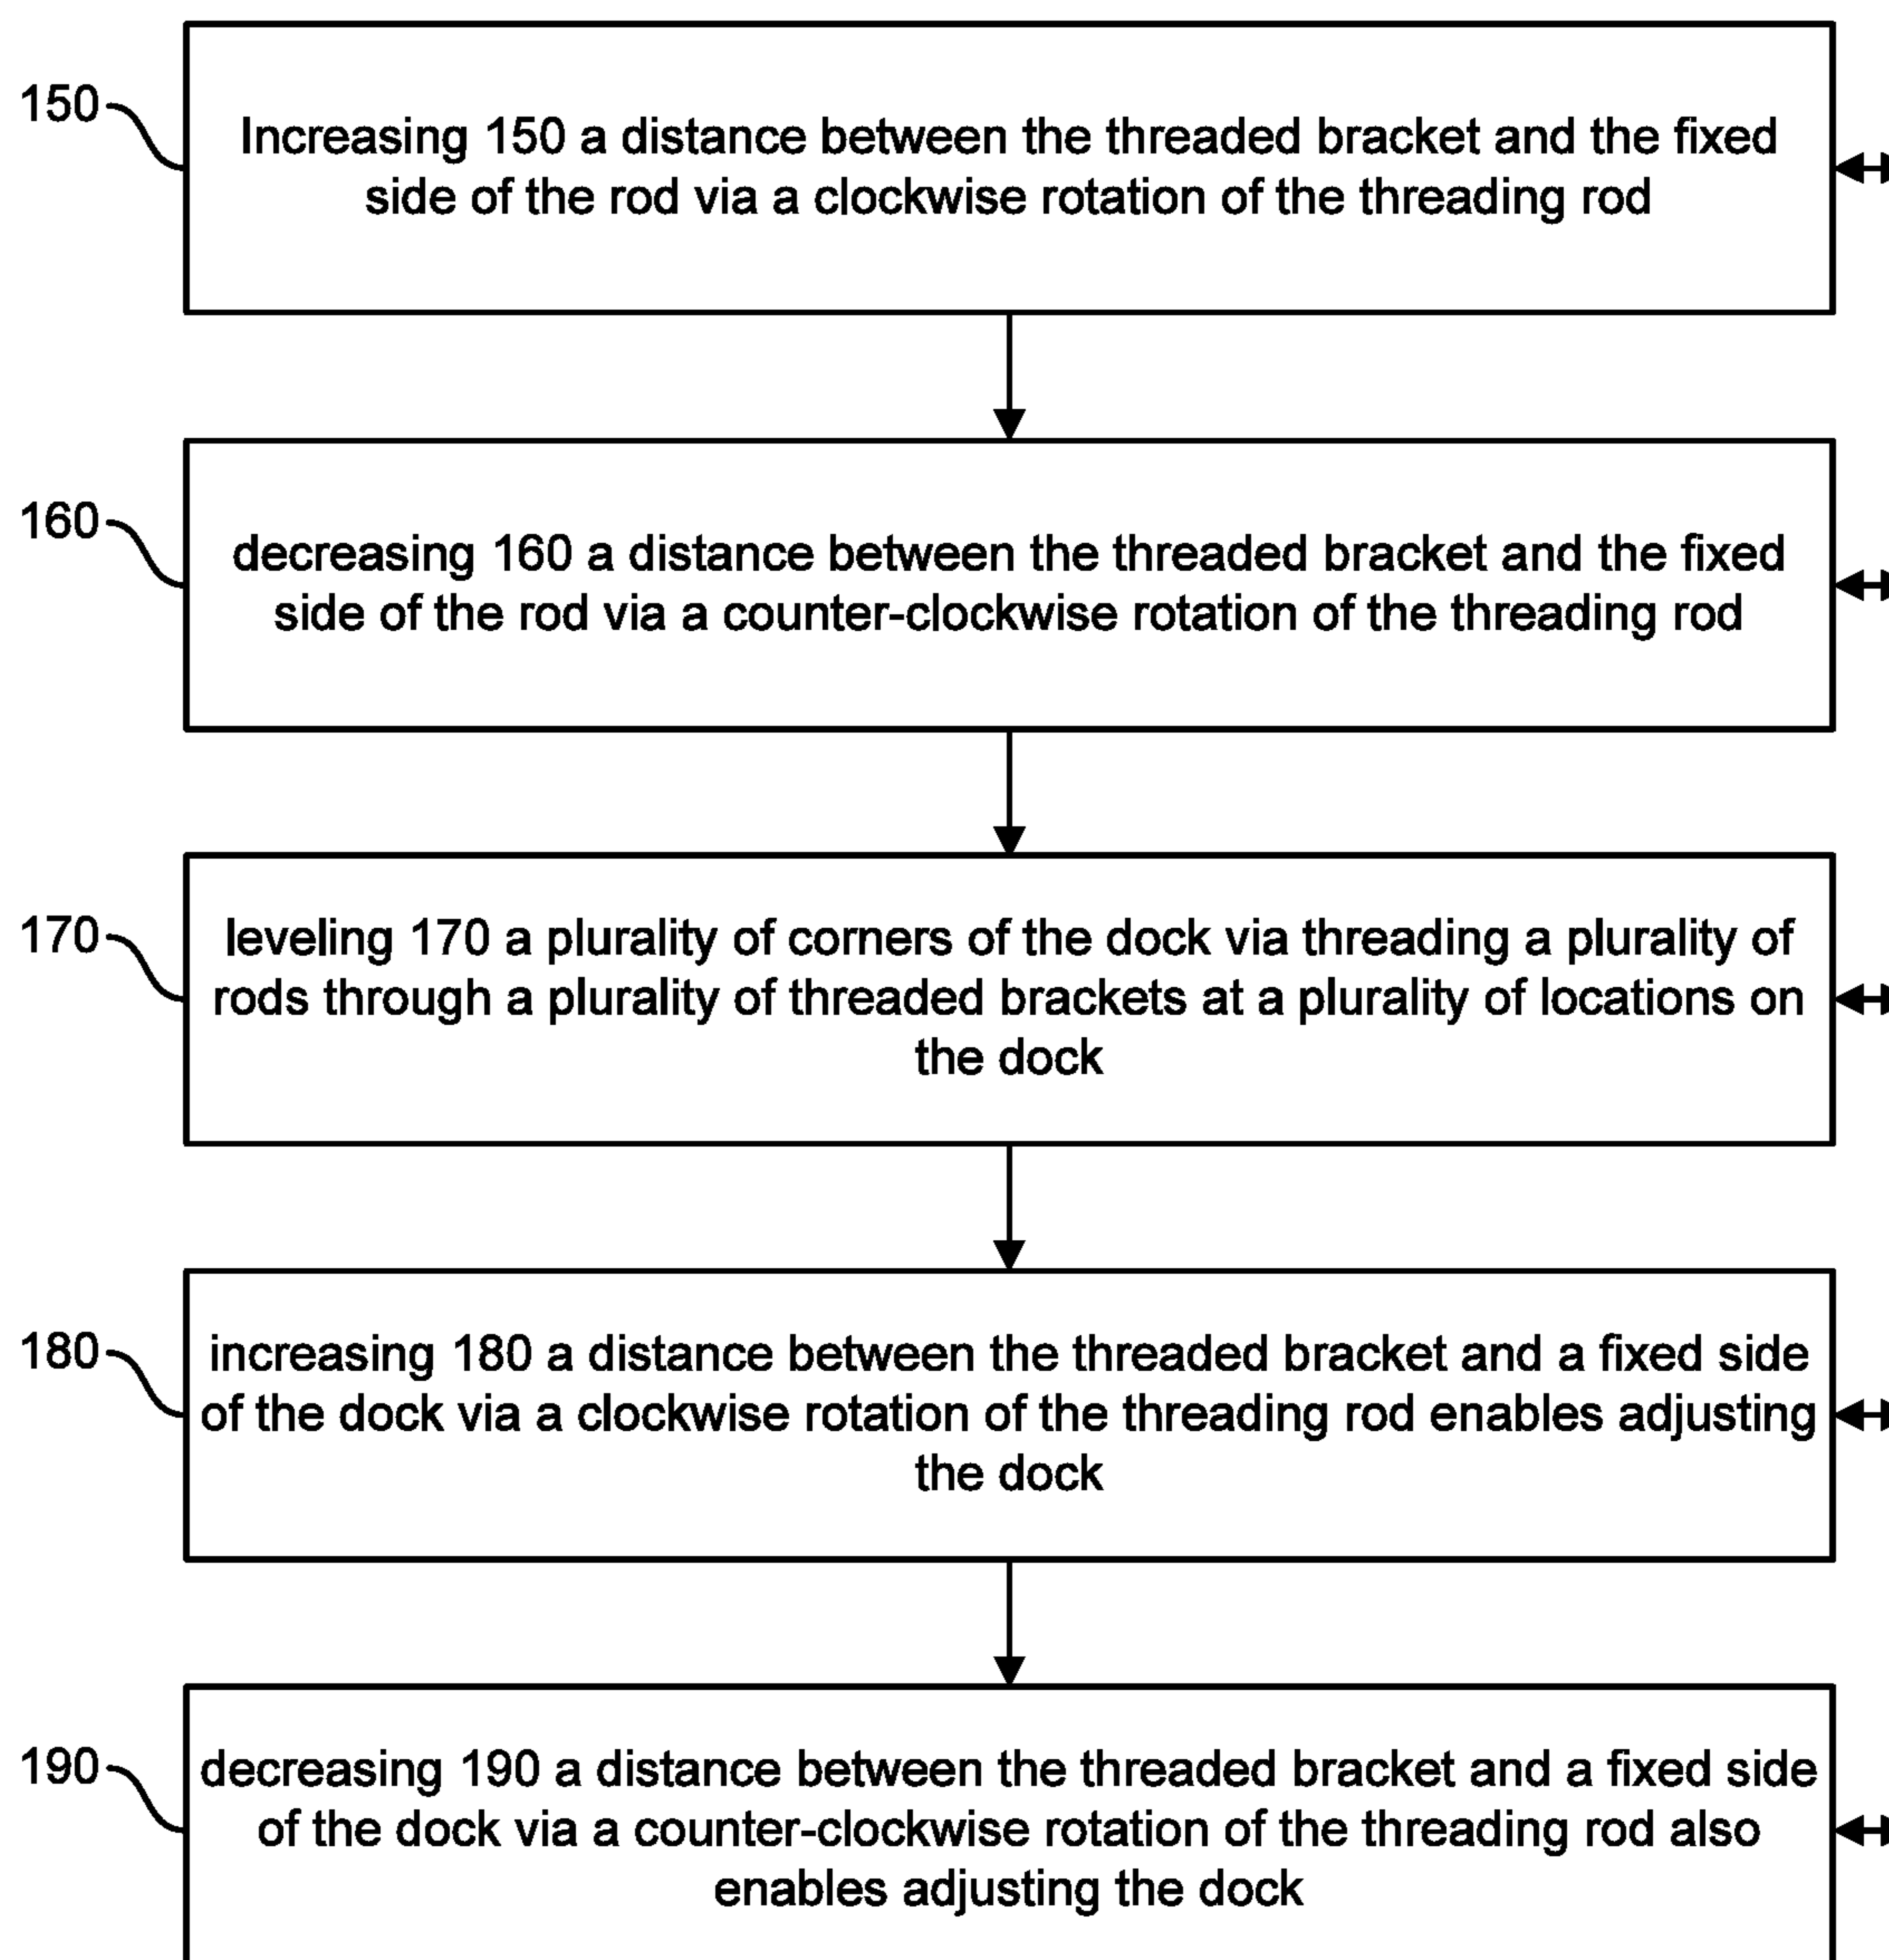 150
Increasing 150 a distance between the threaded bracket and the fixed
side of the rod via a clockwise rotation of the threading rod
160
decreasing 160 a distance between the threaded bracket and the fixed
side of the rod via a counter-clockwise rotation of the threading rod
170
leveling 170 a plurality of corners of the dock via threading a plurality of
rods through a plurality of threaded brackets at a plurality of locations on
the dock
180
increasing 180 a distance between the threaded bracket and a fixed side
of the dock via a clockwise rotation of the threading rod enables adjusting
the dock
190
decreasing 190 a distance between the threaded bracket and a fixed side
of the dock via a counter-clockwise rotation of the threading rod also
enables adjusting the dock